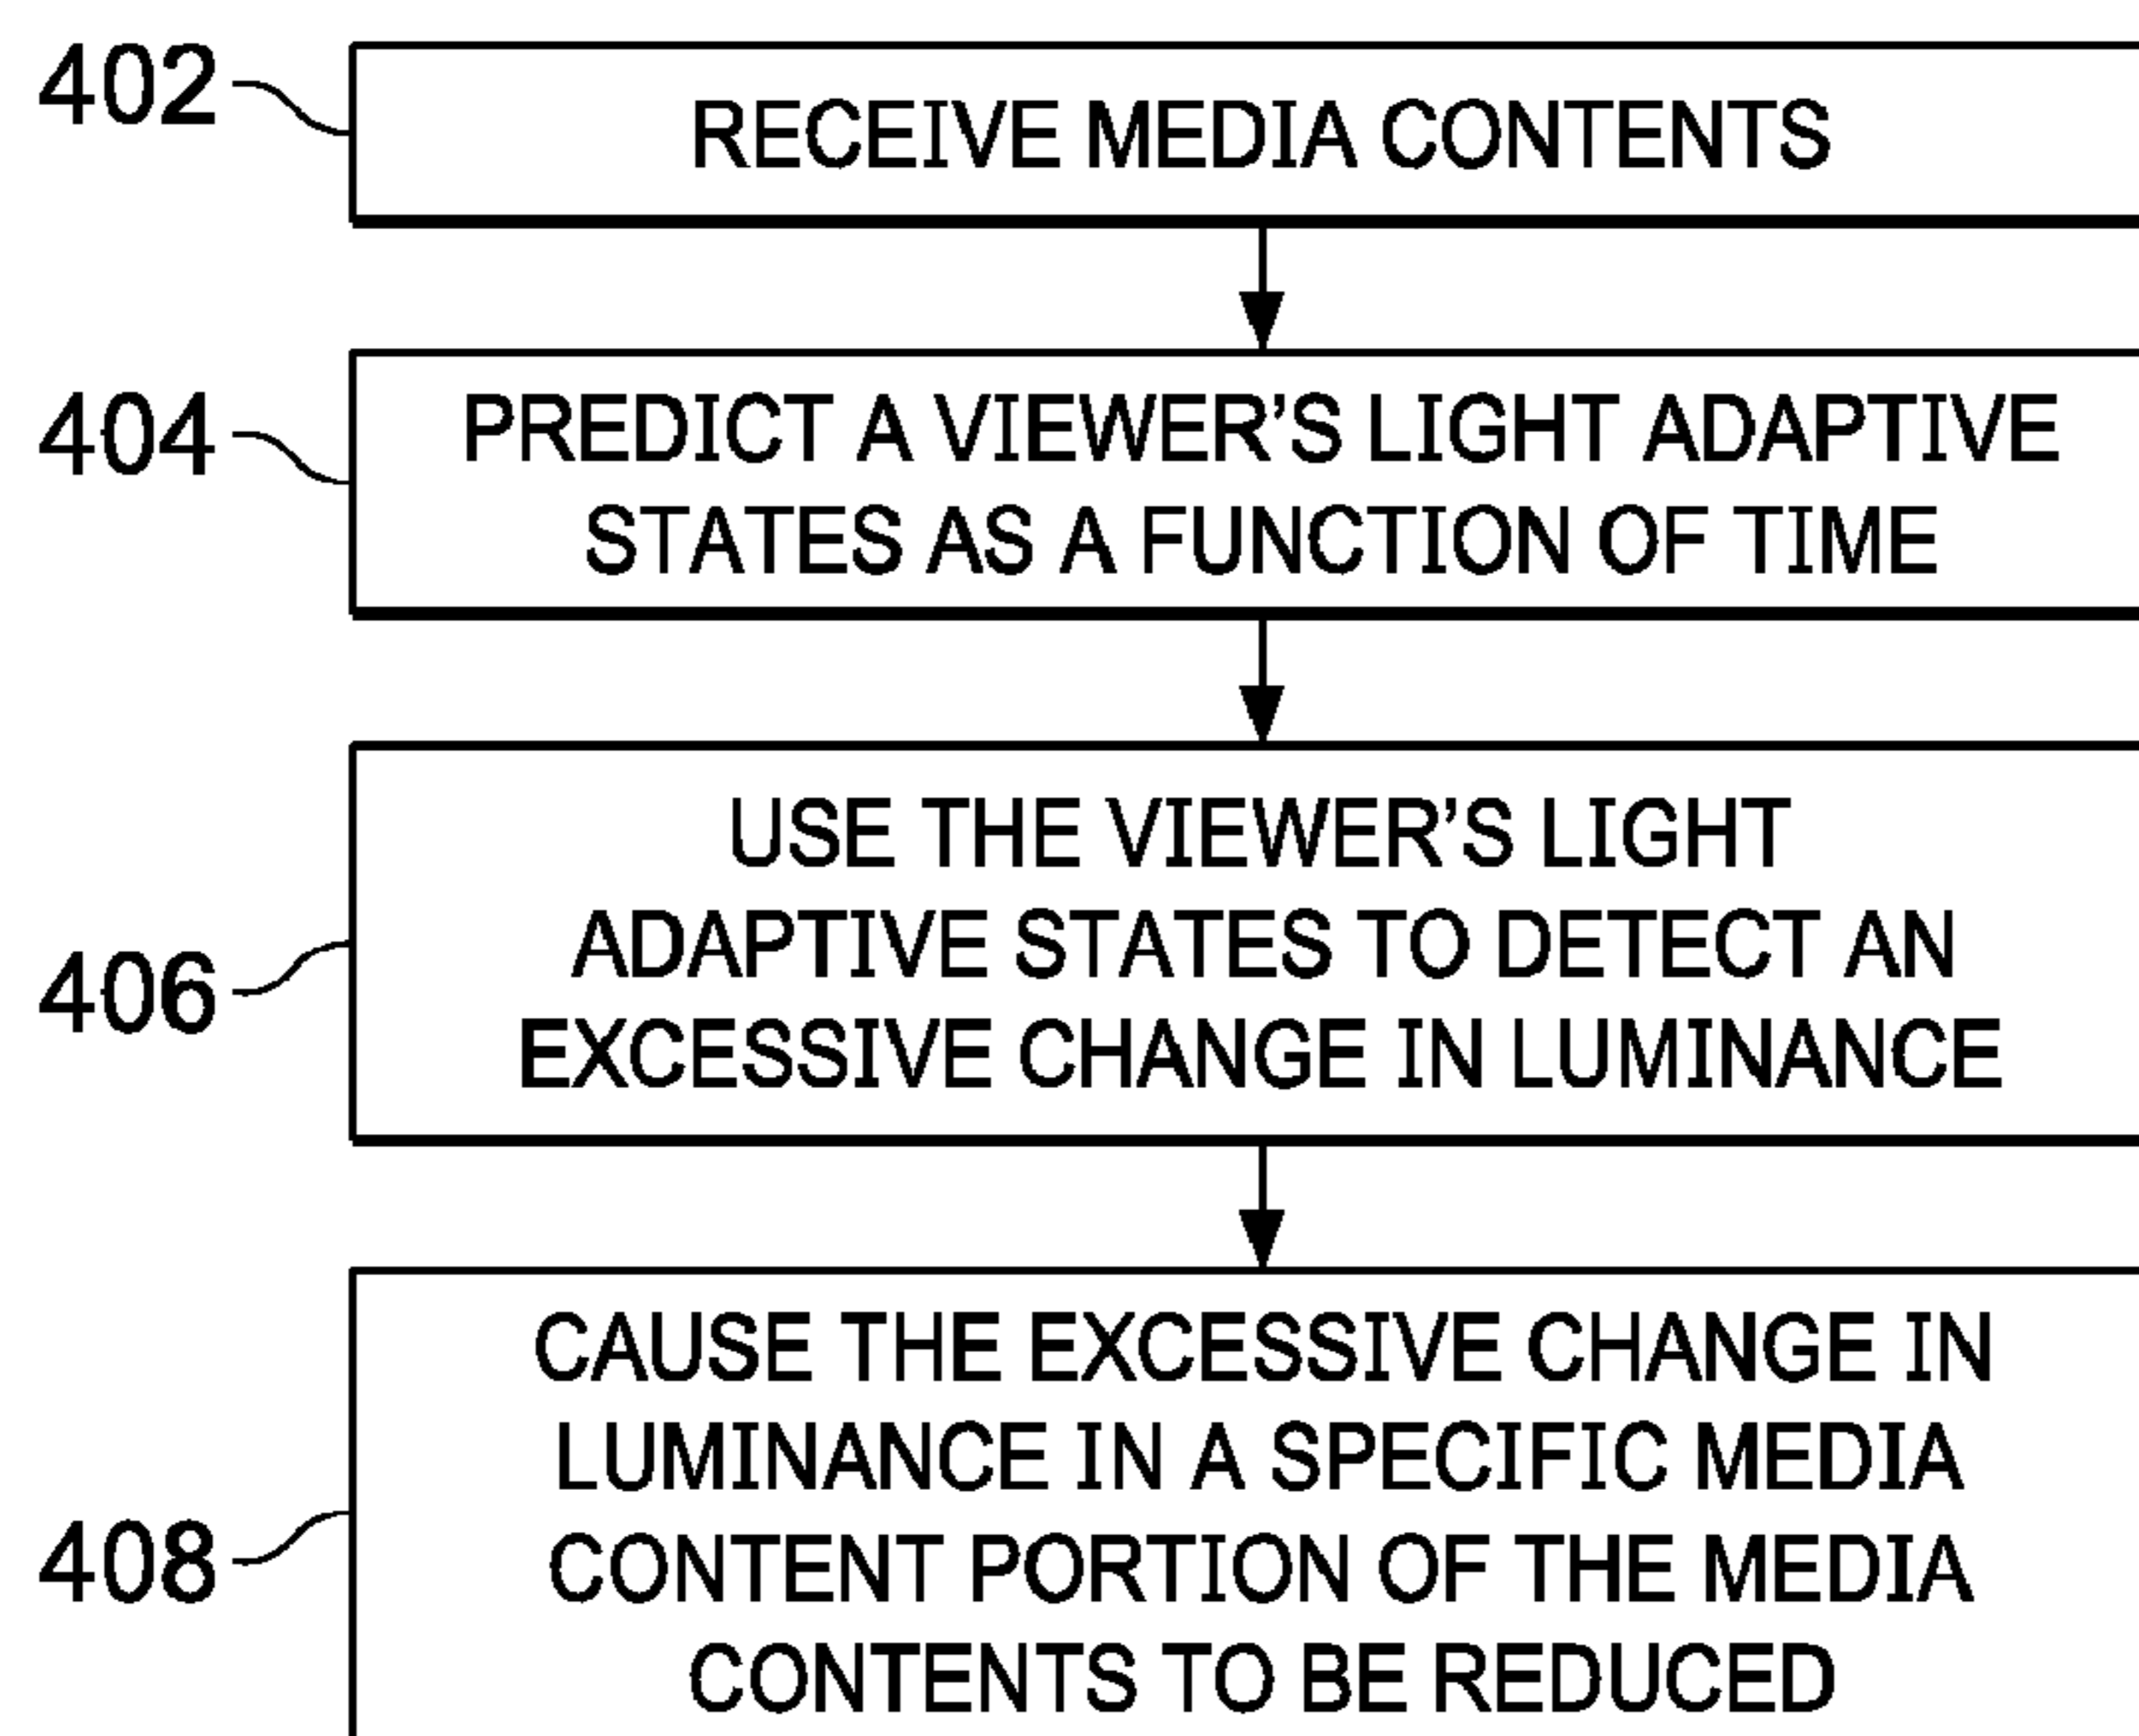 402
RECEIVE MEDIA CONTENTS
404
PREDICT A VIEWER'S LIGHT ADAPTIVE
STATES AS A FUNCTION OF TIME
406
USE THE VIEWER'S LIGHT
ADAPTIVE STATES TO DETECT AN
EXCESSIVE CHANGE IN LUMINANCE
408
CAUSE THE EXCESSIVE CHANGE IN
LUMINANCE IN A SPECIFIC MEDIA
CONTENT PORTION OF THE MEDIA
CONTENTS TO BE REDUCED